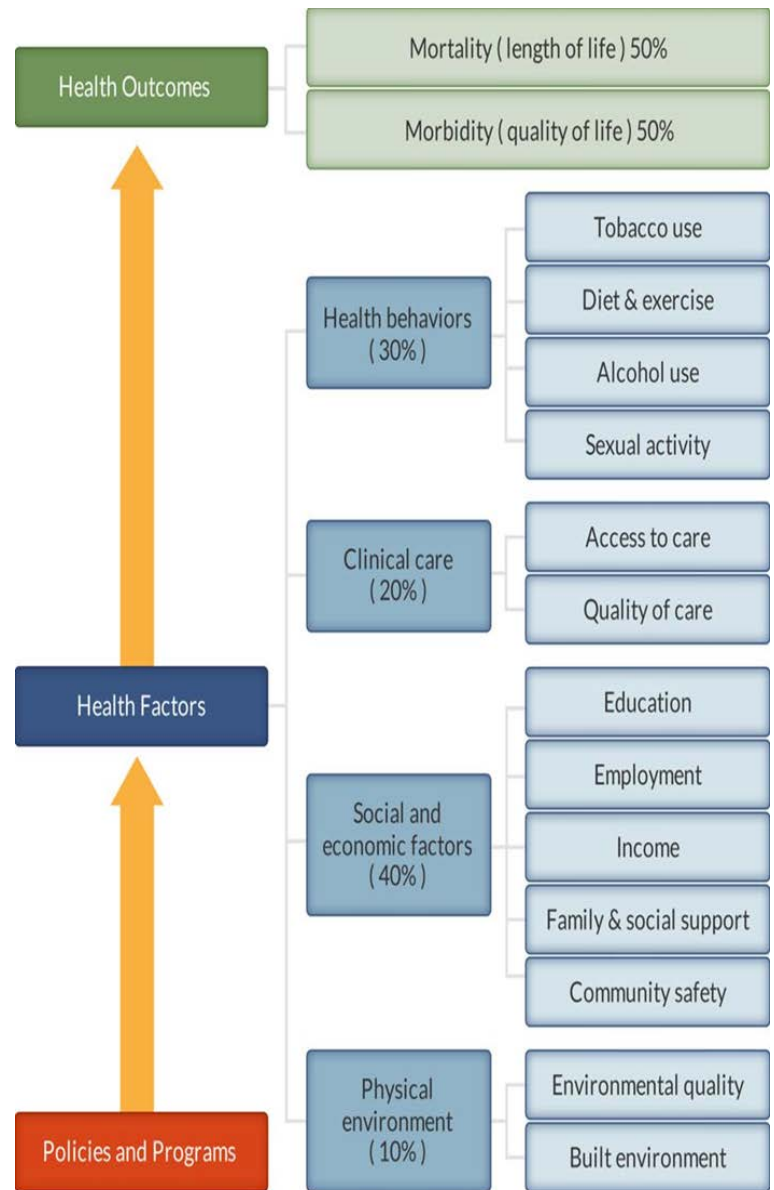 Health Outcomes
Mortality ( length of life ) 50%
Morbidity ( quality of life ) 50%
Health behaviors
( 30% )
Tobacco use
Diet & exercise
Alcohol use
Sexual activity
Clinical care
( 20% )
Access to care
Quality of care
Health Factors
Social and
economic factors
( 40% )
Education
Employment
Income
Family & social support
Community safety
Physical
environment
( 10% )
Environmental quality
Built environment
Policies and Programs